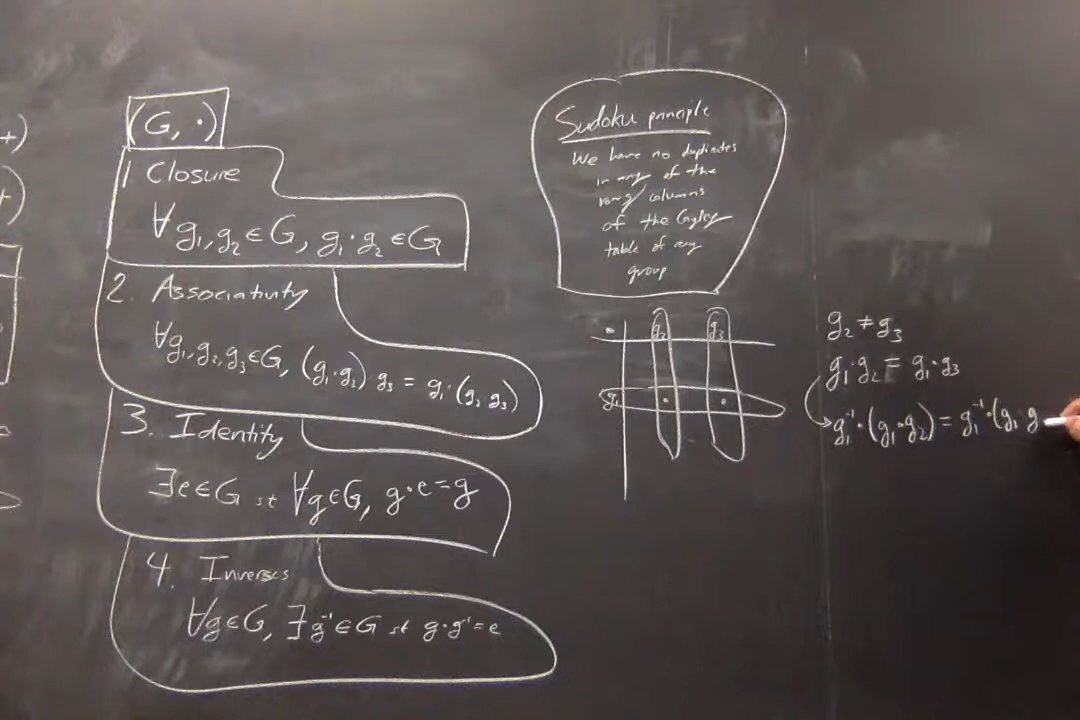 +)
+)
(G, ·)
1. Closure
∀g₁,g₂∈G, g₁·g₂∈G
2. Associativity
∀g₁,g₂,g₃∈G, (g₁·g₂) g₃ = g₁·(g₂ g₃)
3. Identity
∃e∈G st ∀g∈G, g·e=g
4. Inverses
∀g∈G, ∃g⁻¹∈G st g·g⁻¹=e
Sudoku principle
We have no duplicates
in any of the
rows/columns
of the Cayley
table of any
group
· g₂ g₃
g₁ · ·
g₂ ≠ g₃
g₁·g₂ = g₁·g₃
g₁⁻¹·(g₁·g₂) = g₁⁻¹·(g₁·g